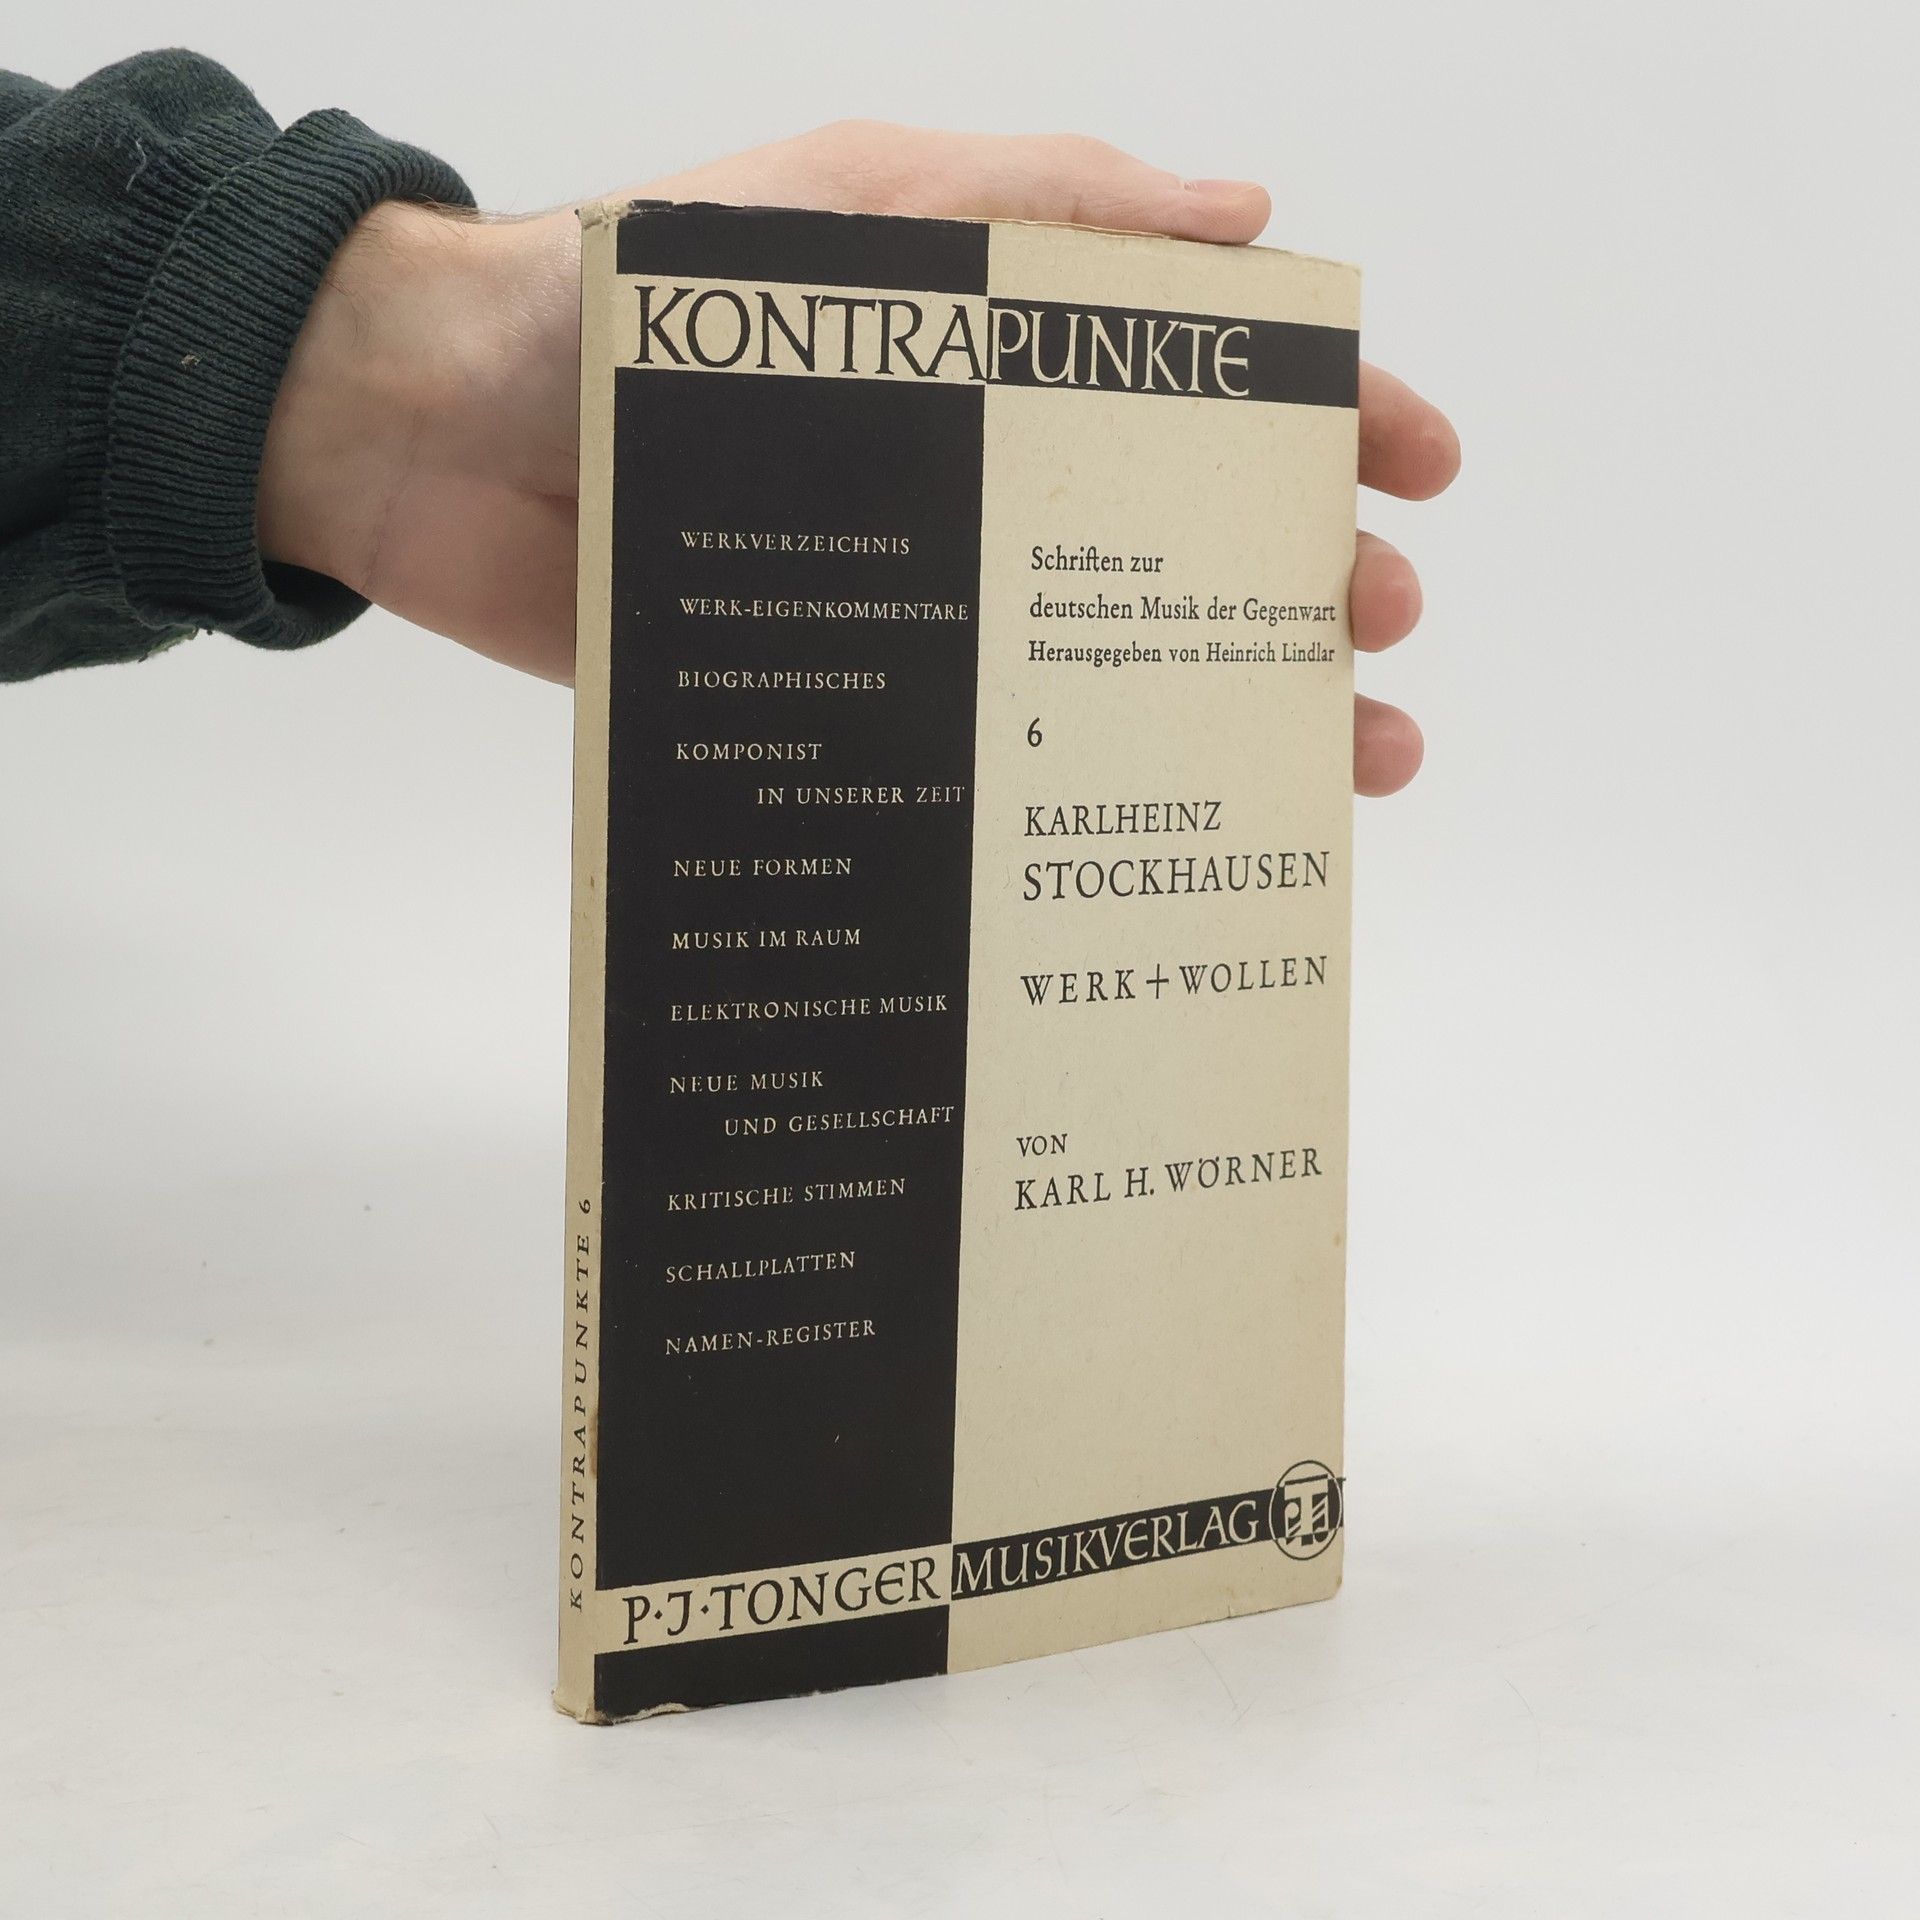 KONTRAPUNKTE
WERKVERZEICHNIS
WERK-EIGENKOMMENTARE
BIOGRAPHISCHES
KOMPONIST
IN UNSERER ZEIT
NEUE FORMEN
MUSIK IM RAUM
ELEKTRONISCHE MUSIK
NEUE MUSIK
UND GESELLSCHAFT
KRITISCHE STIMMEN
SCHALLPLATTEN
NAMEN-REGISTER
Schriften zur
deutschen Musik der Gegenwart
Herausgegeben von Heinrich Lindlar
6
KARLHEINZ
STOCKHAUSEN
WERK+WOLLEN
VON
KARL H. WÖRNER
P·J·TONGER MUSIKVERLAG
KONTRAPUNKTE 6